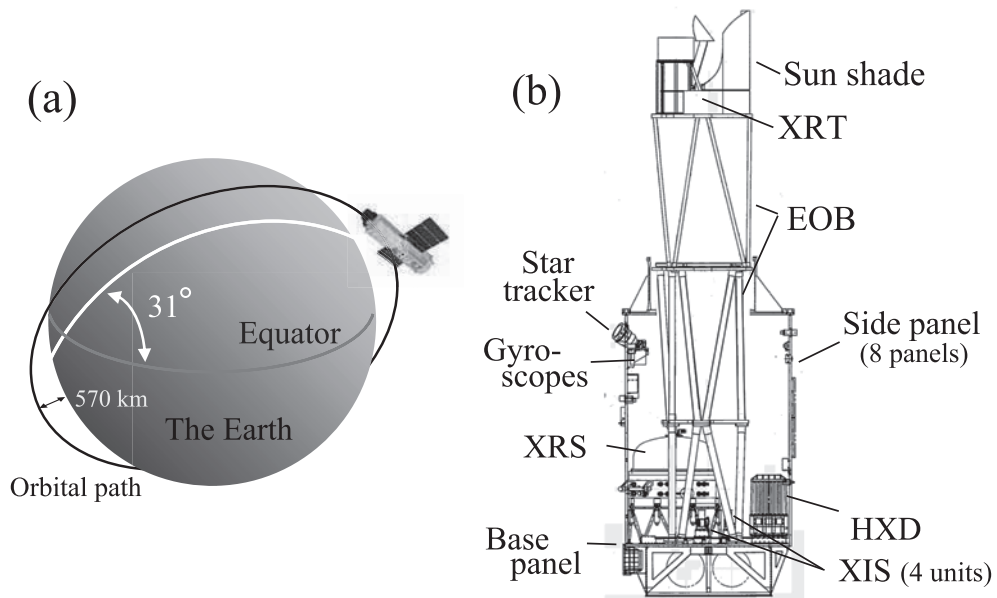 (a)
31°
Equator
570 km
The Earth
Orbital path
(b)
Sun shade
XRT
EOB
Star
tracker
Gyro-
scopes
Side panel
(8 panels)
XRS
HXD
Base
panel
XIS (4 units)